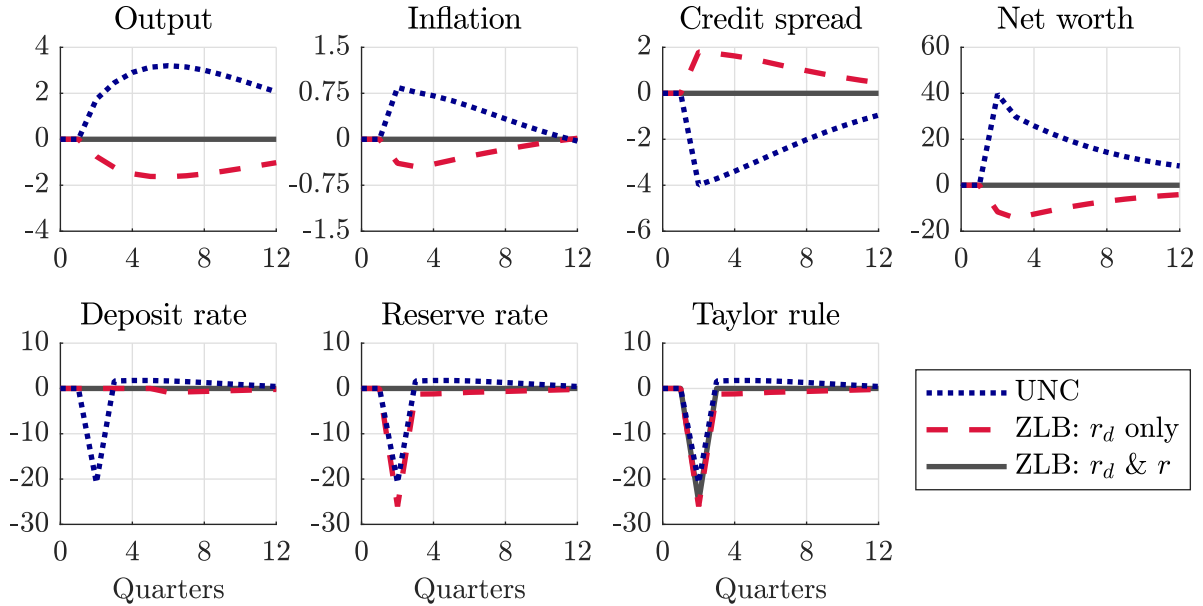 Output
4
2
0
-2
-4
0 4 8 12
Inflation
1.5
0.75
0
-0.75
-1.5
0 4 8 12
Credit spread
2
0
-2
-4
-6
0 4 8 12
Net worth
60
40
20
0
-20
0 4 8 12
Deposit rate
10
0
-10
-20
-30
0 4 8 12
Quarters
Reserve rate
10
0
-10
-20
-30
0 4 8 12
Quarters
Taylor rule
10
0
-10
-20
-30
0 4 8 12
Quarters
UNC
ZLB: r_d only
ZLB: r_d & r